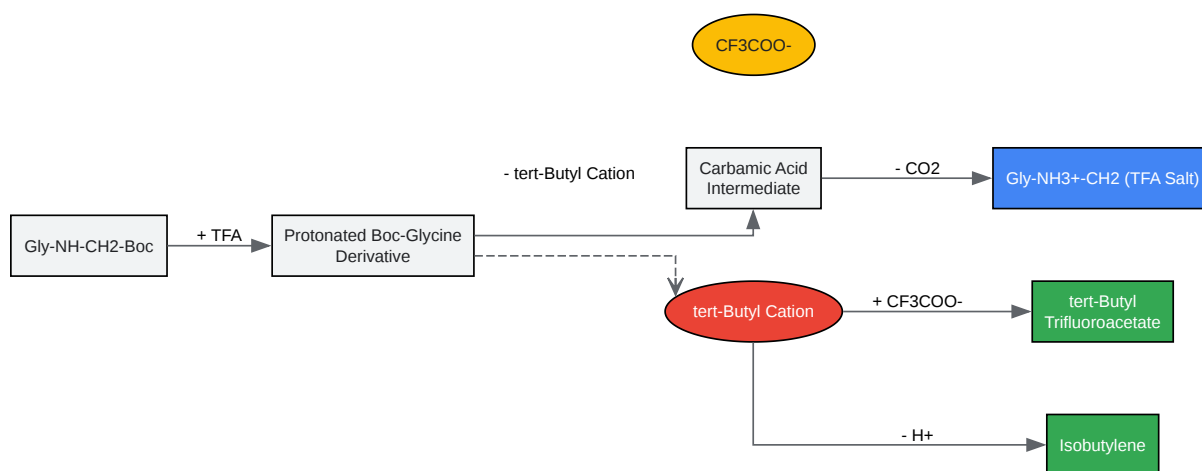 CF3COO-
- tert-Butyl Cation
Carbamic Acid
Intermediate
- CO2
Gly-NH3+-CH2 (TFA Salt)
Gly-NH-CH2-Boc
+ TFA
Protonated Boc-Glycine
Derivative
tert-Butyl Cation
+ CF3COO-
tert-Butyl
Trifluoroacetate
- H+
Isobutylene